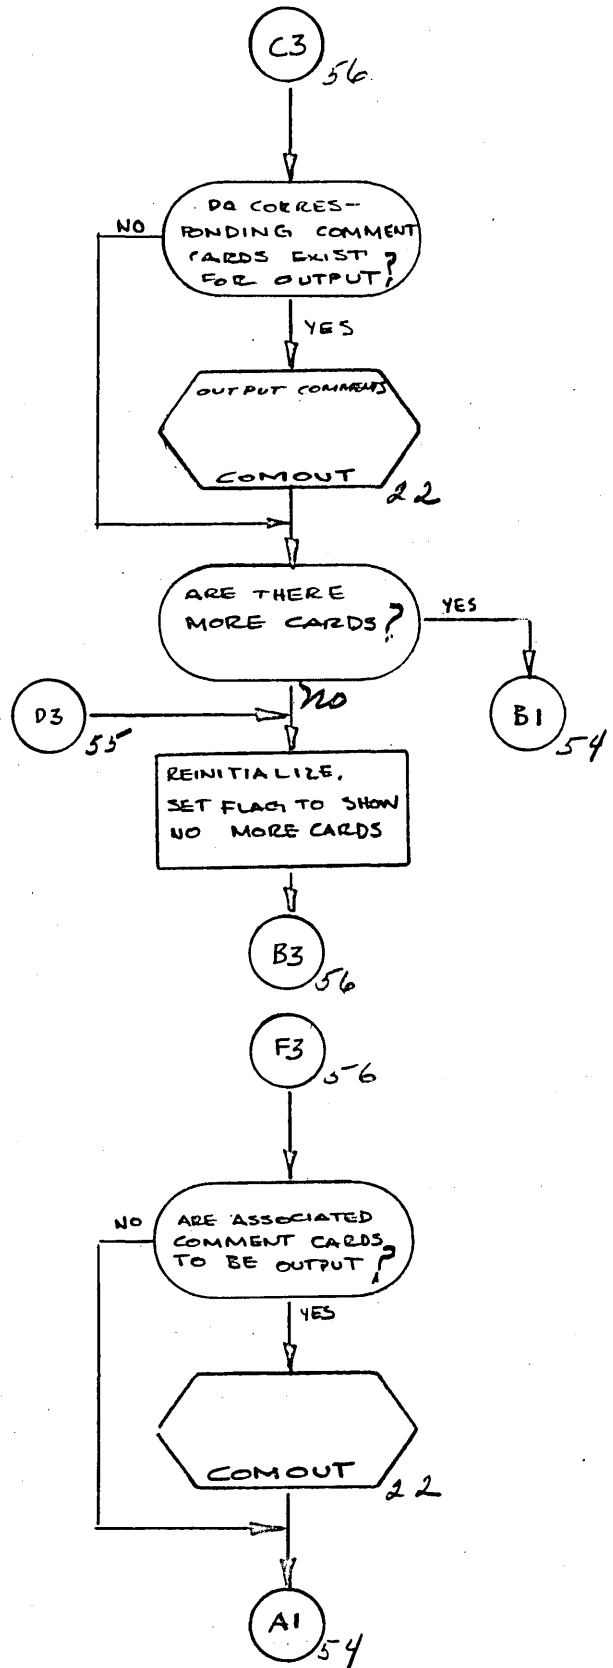 C3
56
DO CORRES-
PONDING COMMENT
CARDS EXIST
FOR OUTPUT?
NO
YES
OUTPUT COMMENTS
COMOUT
22
ARE THERE
MORE CARDS?
YES
NO
D3
55
B1
54
REINITIALIZE.
SET FLAG TO SHOW
NO MORE CARDS
B3
56
F3
56
NO
ARE ASSOCIATED
COMMENT CARDS
TO BE OUTPUT?
YES
COMOUT
22
A1
54